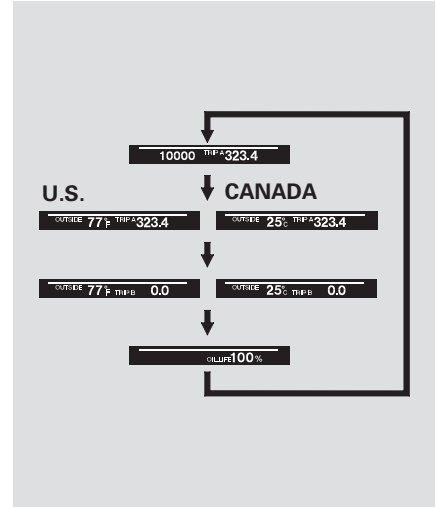 10000 TRIP A 323.4
U.S. CANADA
OUTSIDE 77°F TRIP A 323.4 OUTSIDE 25°C TRIP A 323.4
OUTSIDE 77°F TRIP B 0.0 OUTSIDE 25°C TRIP B 0.0
OIL LIFE 100 %